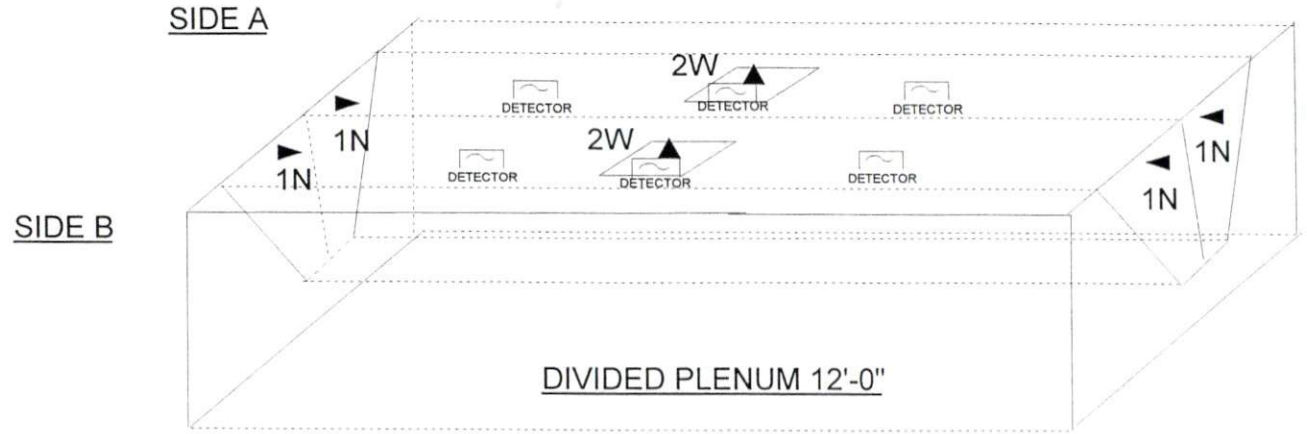 SIDE A
2W
DETECTOR
DETECTOR
DETECTOR
1N
1N
2W
1N
1N
DETECTOR
DETECTOR
DETECTOR
SIDE B
DIVIDED PLENUM 12'-0"